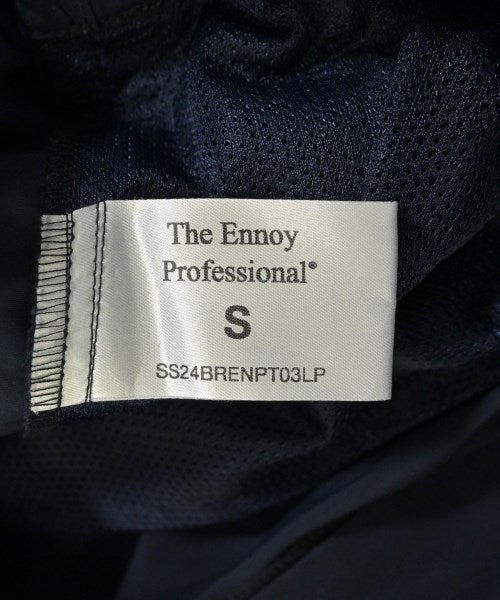 The Ennoy
Professional®
S
SS24BRENPT03LP